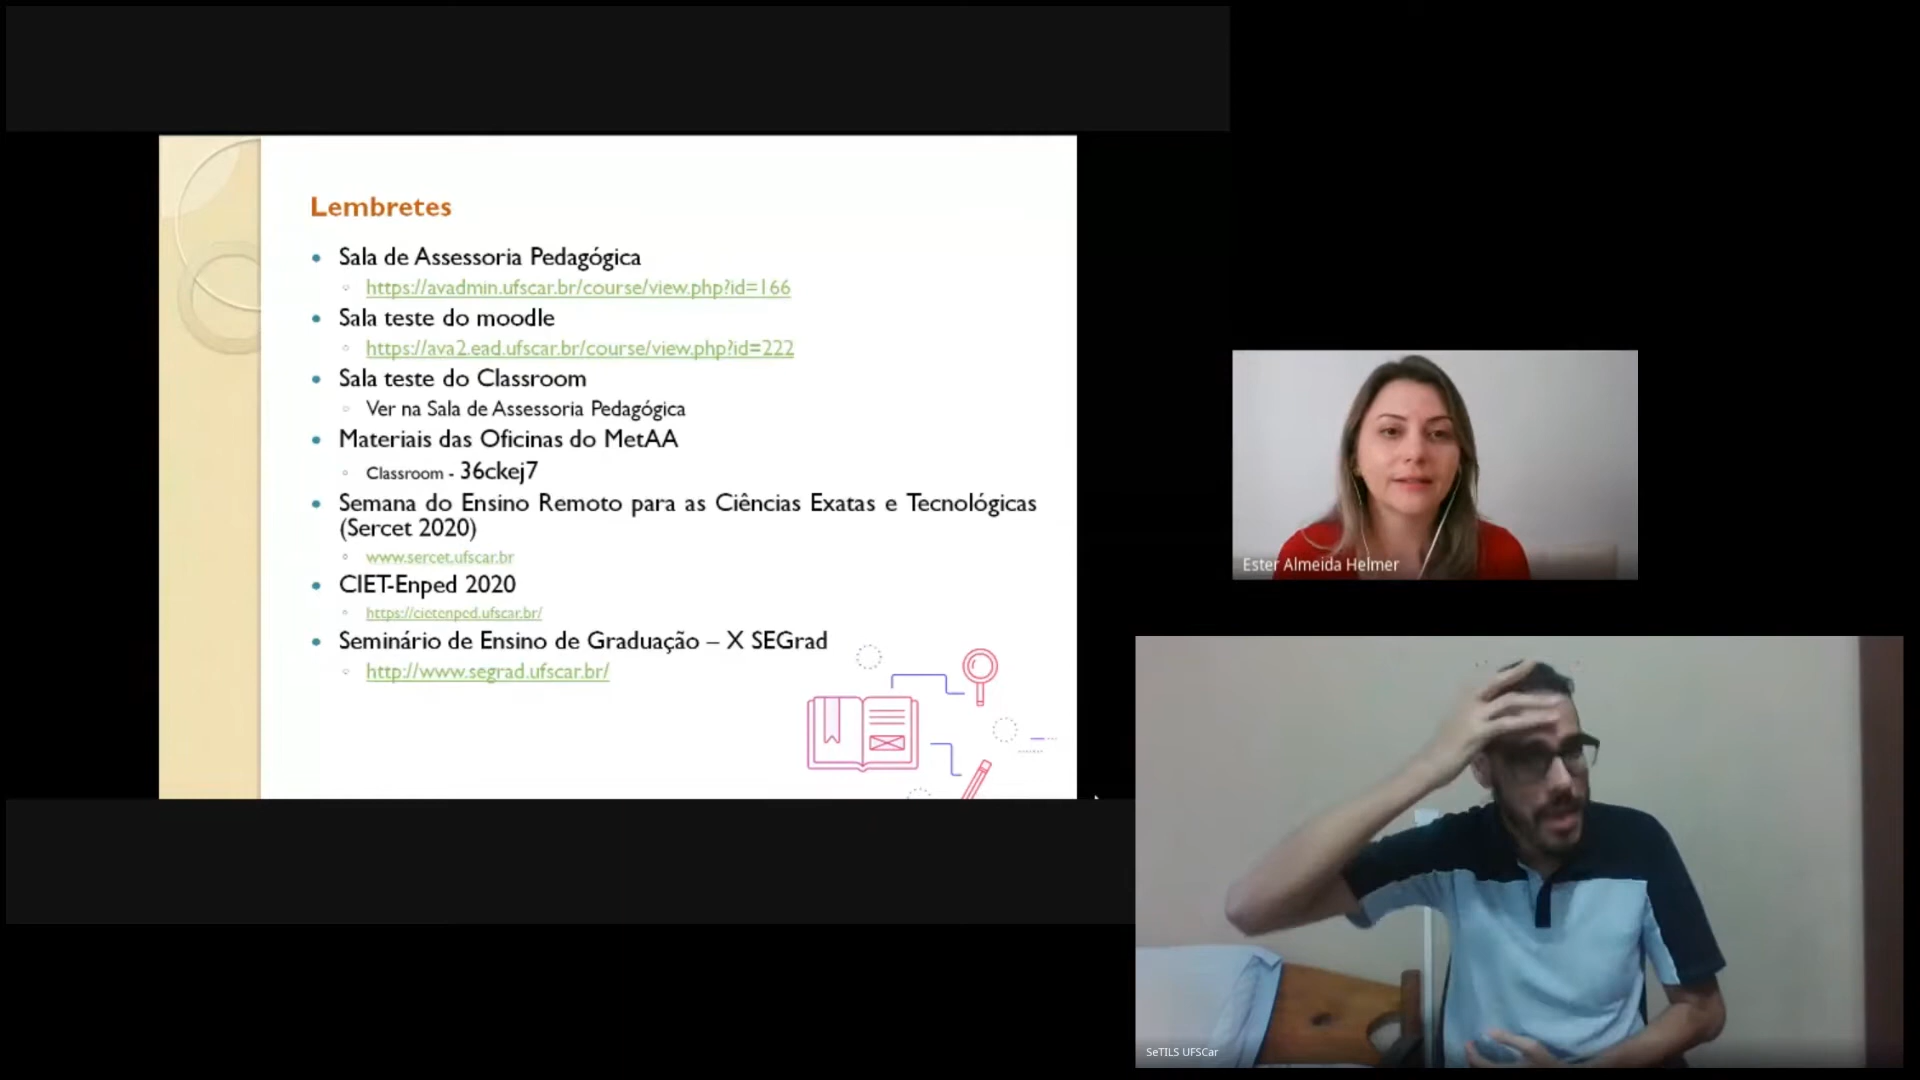 Lembretes
Sala de Assessoria Pedagógica
https://avadmin.ufscar.br/course/view.php?id=166
Sala teste do moodle
https://ava2.ead.ufscar.br/course/view.php?id=222
Sala teste do Classroom
Ver na Sala de Assessoria Pedagógica
Materiais das Oficinas do MetAA
Classroom - 36ckej7
Semana do Ensino Remoto para as Ciências Exatas e Tecnológicas
(Sercet 2020)
www.sercet.ufscar.br
CIET-Enped 2020
https://cietenped.ufscar.br/
Seminário de Ensino de Graduação – X SEGrad
http://www.segrad.ufscar.br/
Ester Almeida Helmer
SeTILS UFSCar